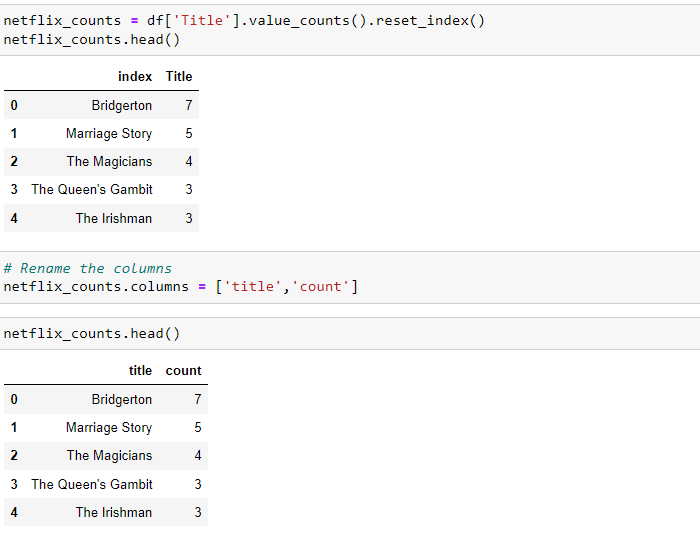 netflix_counts = df['Title'].value_counts().reset_index()
netflix_counts.head()
index Title
0 Bridgerton 7
1 Marriage Story 5
2 The Magicians 4
3 The Queen's Gambit 3
4 The Irishman 3
# Rename the columns
netflix_counts.columns = ['title','count']
netflix_counts.head()
title count
0 Bridgerton 7
1 Marriage Story 5
2 The Magicians 4
3 The Queen's Gambit 3
4 The Irishman 3